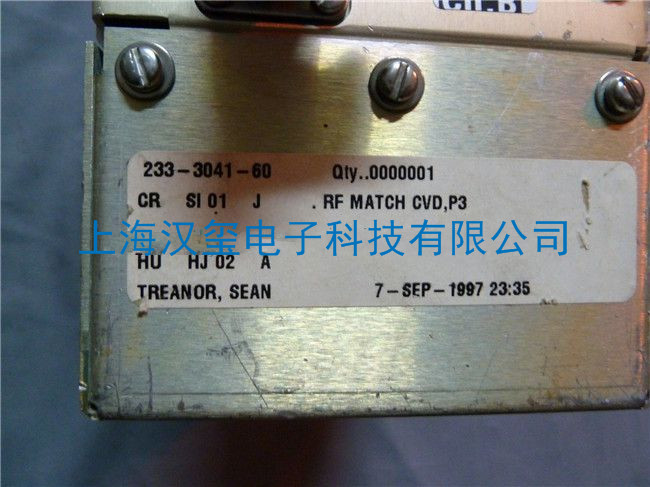 CH-B
233-3041-60 Qty..0000001
CR SI 01 J . RF MATCH CVD,P3
上海汉玺电子科技有限公司
HU HJ 02 A
TREANOR, SEAN 7-SEP-1997 23:35